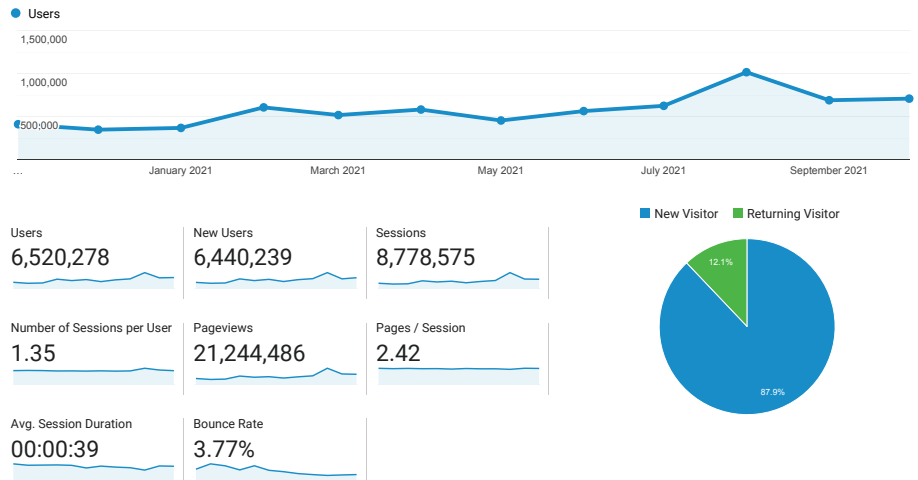 Users
1,500,000
1,000,000
500,000
... January 2021 March 2021 May 2021 July 2021 September 2021
New Visitor Returning Visitor
Users New Users Sessions
6,520,278 6,440,239 8,778,575
12.1%
Number of Sessions per User Pageviews Pages / Session
1.35 21,244,486 2.42
87.9%
Avg. Session Duration Bounce Rate
00:00:39 3.77%